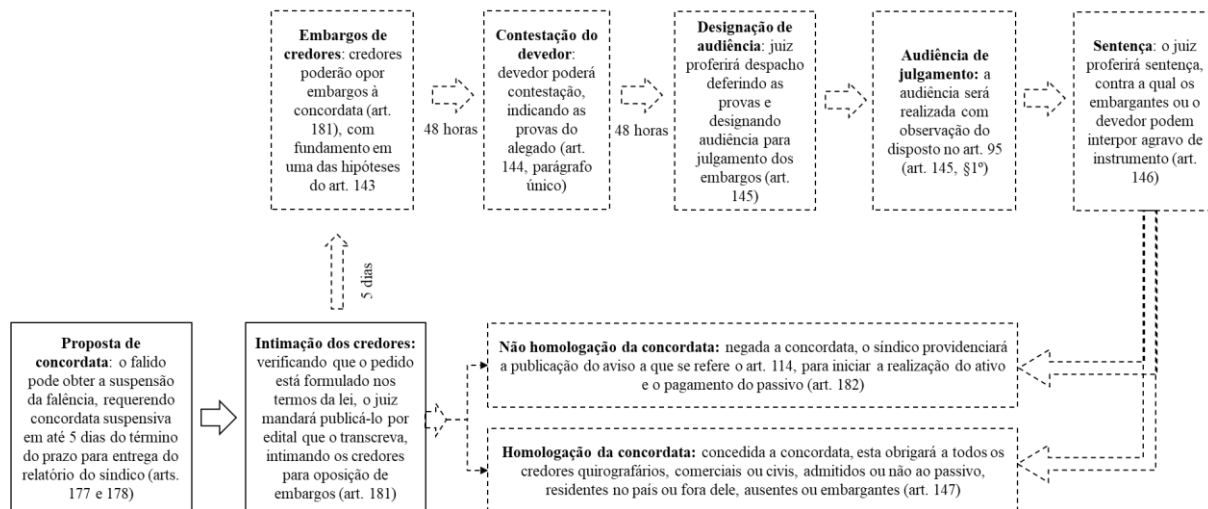 Embargos de
credores: credores
poderão opor
embargos à
concordata (art.
181), com
fundamento em
uma das hipóteses
do art. 143
48 horas
Contestação do
devedor:
devedor poderá
contestação,
indicando as
provas do
alegado (art.
144, parágrafo
único)
48 horas
Designação de
audiência: juiz
proferirá despacho
deferindo as
provas e
designando
audiência para
julgamento dos
embargos (art.
145)
Audiência de
julgamento: a
audiência será
realizada com
observação do
disposto no art. 95
(art. 145, §1º)
Sentença: o juiz
proferirá sentença,
contra a qual os
embargantes ou o
devedor podem
interpor agravo de
instrumento (art.
146)
5 dias
Proposta de
concordata: o falido
pode obter a suspensão
da falência, requerendo
concordata suspensiva
em até 5 dias do término
do prazo para entrega do
relatório do síndico (arts.
177 e 178)
Intimação dos credores:
verificando que o pedido
está formulado nos
termos da lei, o juiz
mandará publicá-lo por
edital que o transcreva,
intimando os credores
para oposição de
embargos (art. 181)
Não homologação da concordata: negada a concordata, o síndico providenciará
a publicação do aviso a que se refere o art. 114, para iniciar a realização do ativo
e o pagamento do passivo (art. 182)
Homologação da concordata: concedida a concordata, esta obrigará a todos os
credores quirografários, comerciais ou civis, admitidos ou não ao passivo,
residentes no país ou fora dele, ausentes ou embargantes (art. 147)